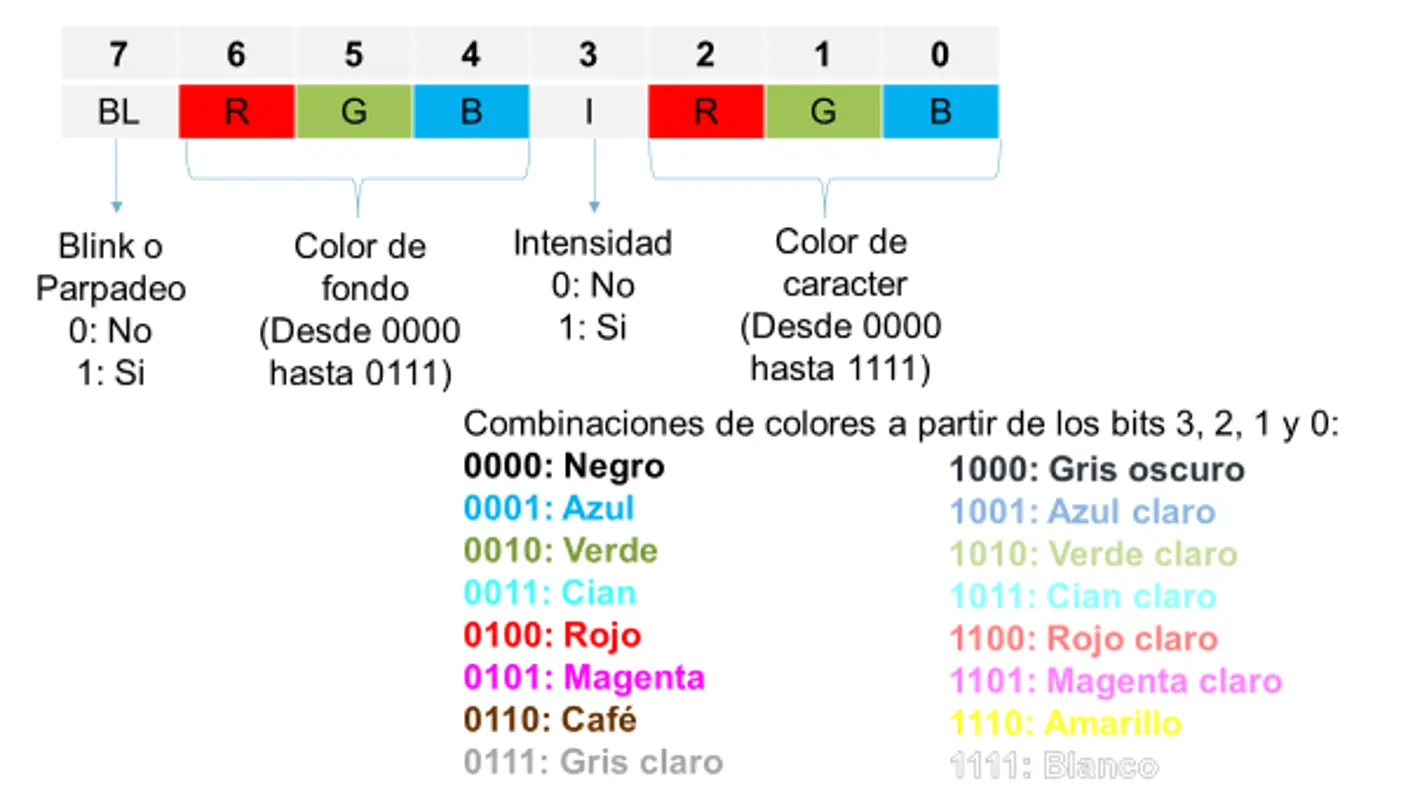 7 6 5 4 3 2 1 0
BL R G B I R G B
Blink o
Parpadeo
0: No
1: Si
Color de
fondo
(Desde 0000
hasta 0111)
Intensidad
0: No
1: Si
Color de
caracter
(Desde 0000
hasta 1111)
Combinaciones de colores a partir de los bits 3, 2, 1 y 0:
0000: Negro
0001: Azul
0010: Verde
0011: Cian
0100: Rojo
0101: Magenta
0110: Café
0111: Gris claro
1000: Gris oscuro
1001: Azul claro
1010: Verde claro
1011: Cian claro
1100: Rojo claro
1101: Magenta claro
1110: Amarillo
1111: Blanco